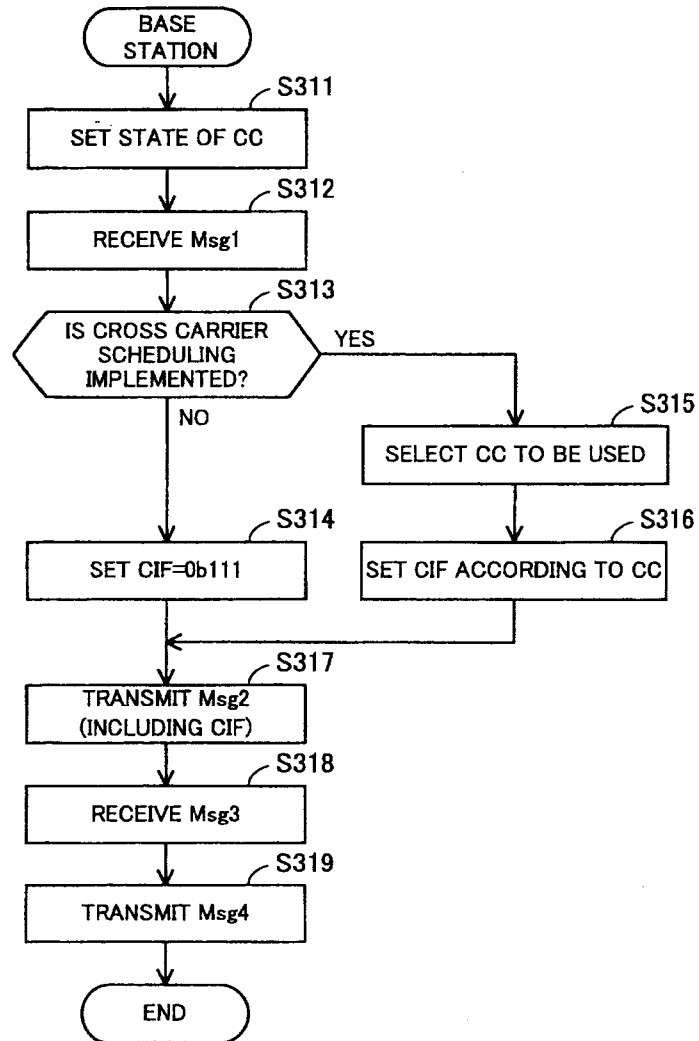 BASE
STATION
S311
SET STATE OF CC
S312
RECEIVE Msg1
S313
IS CROSS CARRIER
SCHEDULING
IMPLEMENTED?
YES
NO
S315
SELECT CC TO BE USED
S314
SET CIF=0b111
S316
SET CIF ACCORDING TO CC
S317
TRANSMIT Msg2
(INCLUDING CIF)
S318
RECEIVE Msg3
S319
TRANSMIT Msg4
END